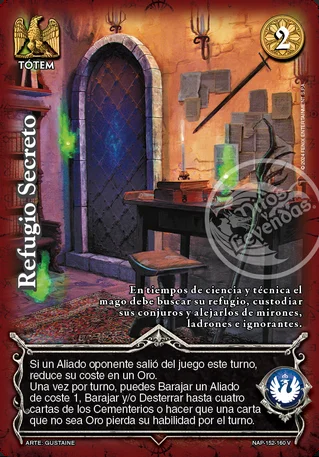 TÓTEM
2
Refugio Secreto
© 2024 FENIX ENTERTAINMENT S.P.A
Mitos y
Leyendas
En tiempos de ciencia y técnica el
mago debe buscar su refugio, custodiar
sus conjuros y alejarlos de mirones,
ladrones e ignorantes.
Si un Aliado oponente salió del juego este turno,
reduce su coste en un Oro.
Una vez por turno, puedes Barajar un Aliado
de coste 1, Barajar y/o Desterrar hasta cuatro
cartas de los Cementerios o hacer que una carta
que no sea Oro pierda su habilidad por el turno.
ARTE: GUSTAINE
NAP-152-160 V